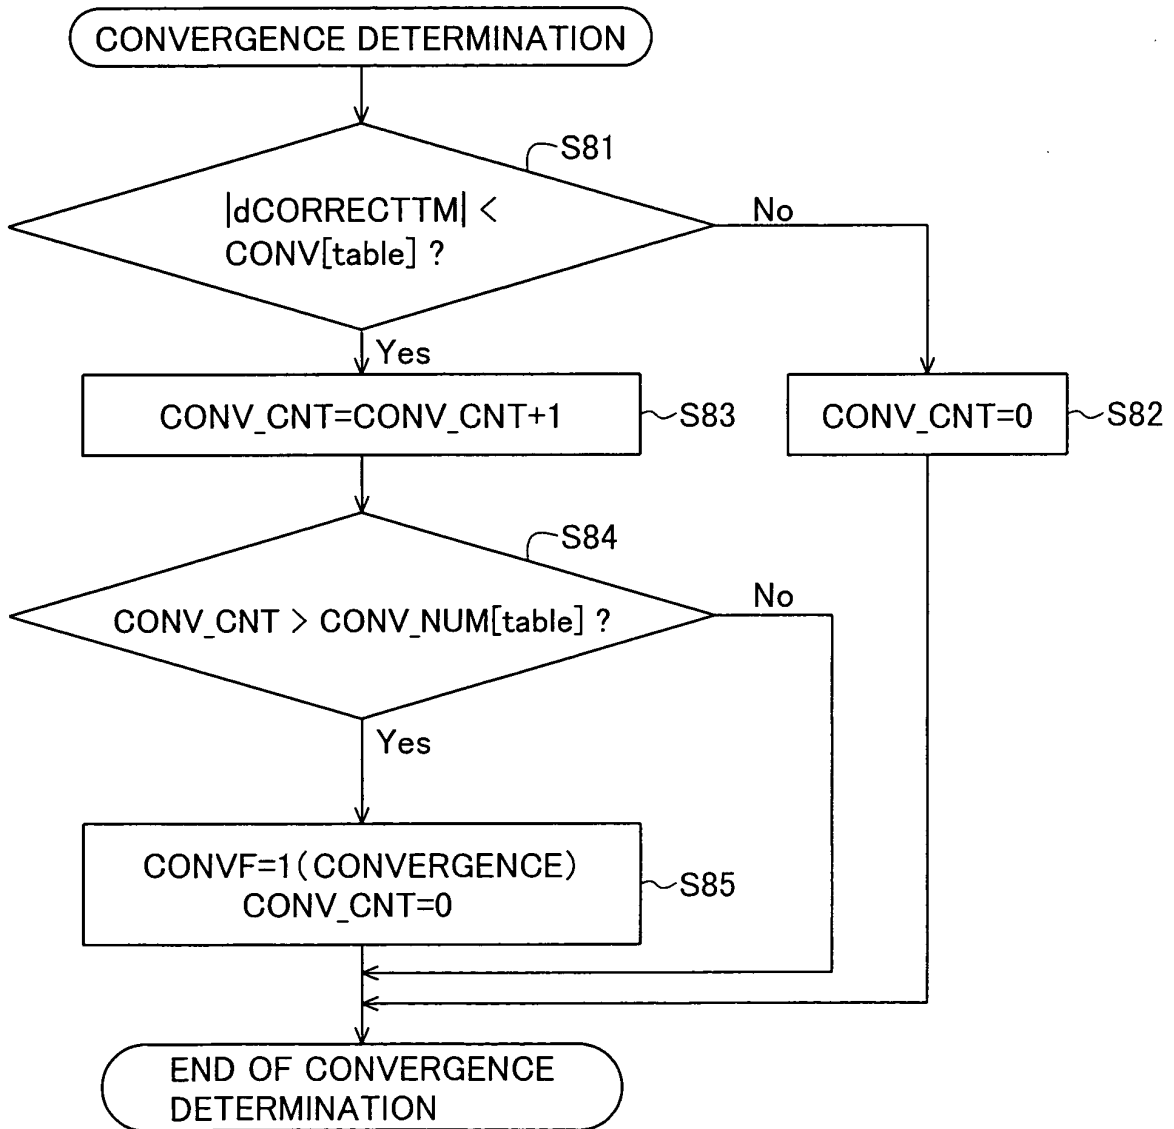 CONVERGENCE DETERMINATION
S81
|dCORRECTTM| <
CONV[table] ?
No
Yes
CONV_CNT=CONV_CNT+1
S83
CONV_CNT=0
S82
S84
CONV_CNT > CONV_NUM[table] ?
No
Yes
CONVF=1(CONVERGENCE)
CONV_CNT=0
S85
END OF CONVERGENCE
DETERMINATION